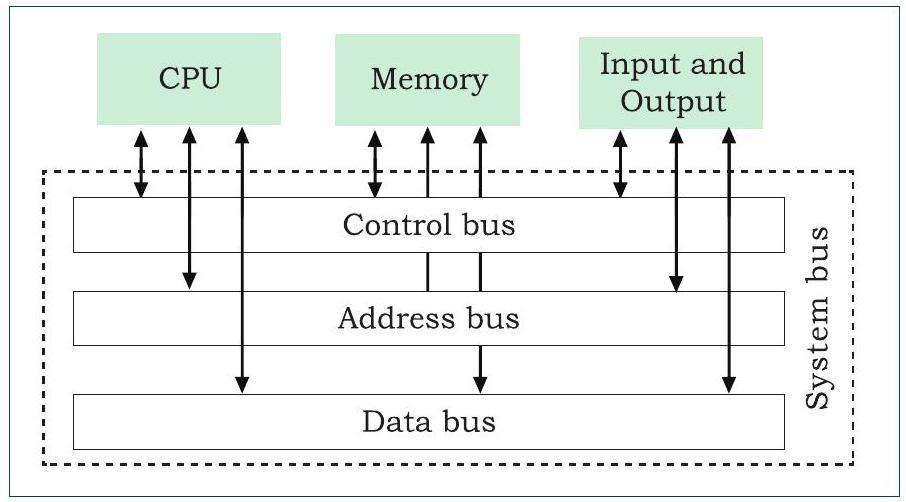 CPU
Memory
Input and
Output
Control bus
Address bus
Data bus
System bus